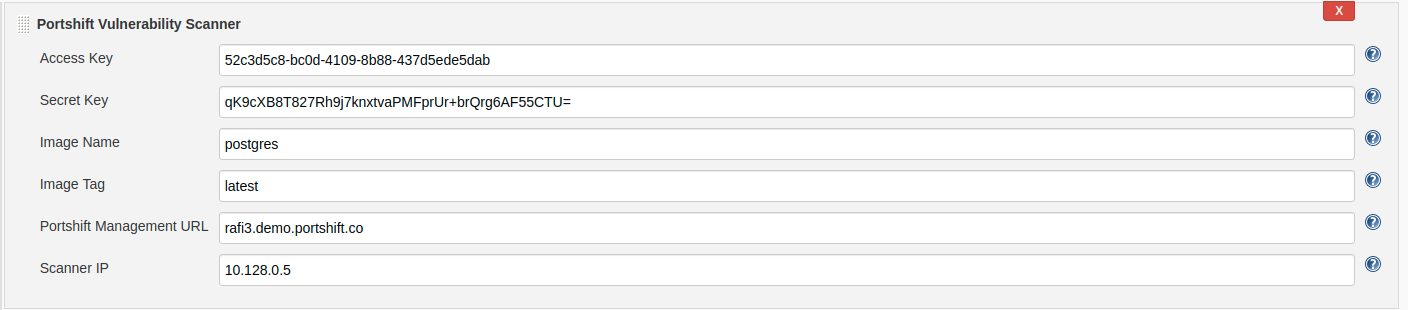 Portshift Vulnerability Scanner
X
Access Key
52c3d5c8-bc0d-4109-8b88-437d5ede5dab
Secret Key
qK9cXB8T827Rh9j7knxtvaPMFprUr+brQrg6AF55CTU=
Image Name
postgres
Image Tag
latest
Portshift Management URL
rafi3.demo.portshift.co
Scanner IP
10.128.0.5